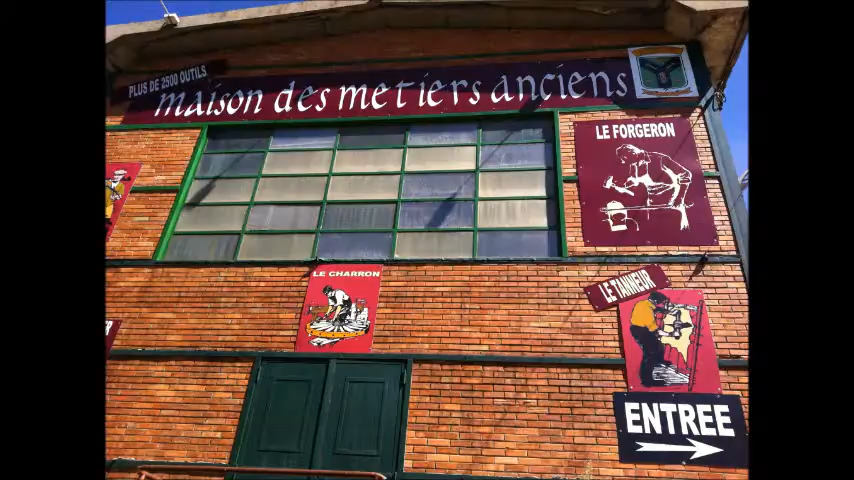 PLUS DE 2500 OUTILS
maison des metiers anciens
LE FORGERON
LE CHARRON
LE TANNEUR
ENTREE